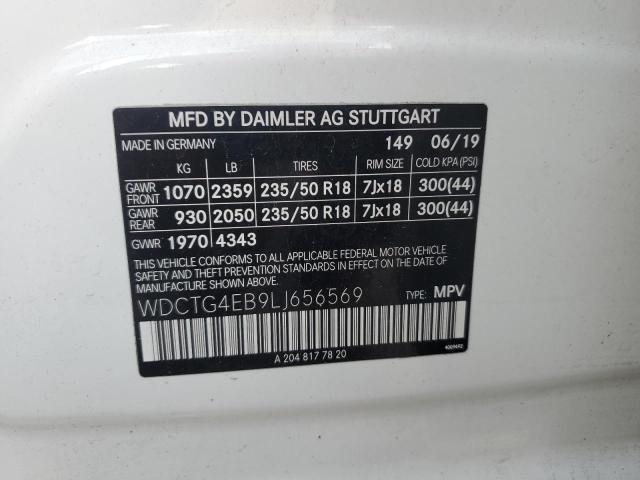 MFD BY DAIMLER AG STUTTGART
MADE IN GERMANY 149 06/19
KG LB TIRES RIM SIZE COLD KPA (PSI)
GAWR FRONT 1070 2359 235/50 R18 7Jx18 300(44)
GAWR REAR 930 2050 235/50 R18 7Jx18 300(44)
GVWR 1970 4343
THIS VEHICLE CONFORMS TO ALL APPLICABLE FEDERAL MOTOR VEHICLE
SAFETY AND THEFT PREVENTION STANDARDS IN EFFECT ON THE DATE OF
MANUFACTURE SHOWN ABOVE.
WDCTG4EB9LJ656569 TYPE: MPV
A 204 817 78 20